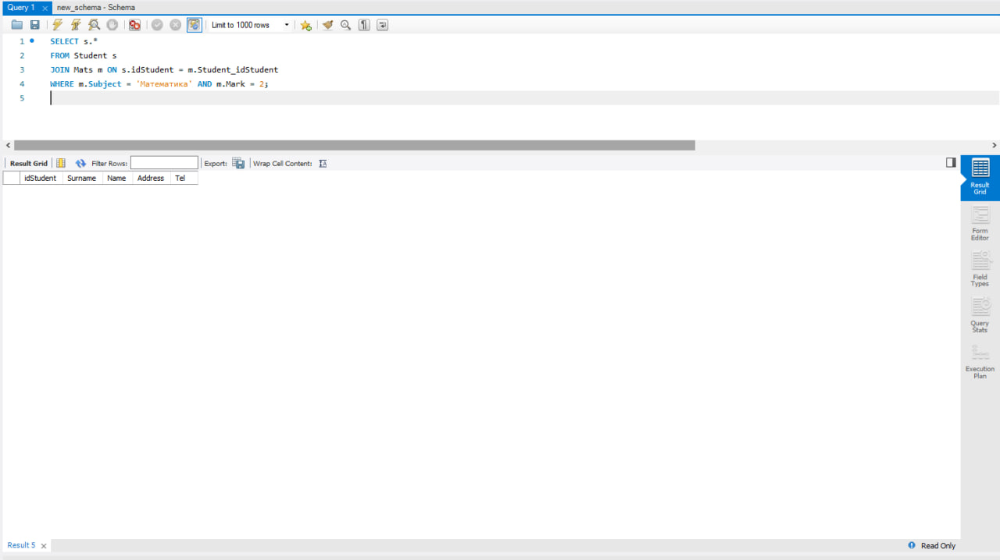 Query 1
new_schema - Schema
Limit to 1000 rows
1 SELECT s.*
2 FROM Student s
3 JOIN Mats m ON s.idStudent = m.Student_idStudent
4 WHERE m.Subject = 'Математика' AND m.Mark = 2;
5
Result Grid Filter Rows: Export: Wrap Cell Content:
idStudent Surname Name Address Tel
Result Grid
Form Editor
Field Types
Query Stats
Execution Plan
Result 5
Read Only